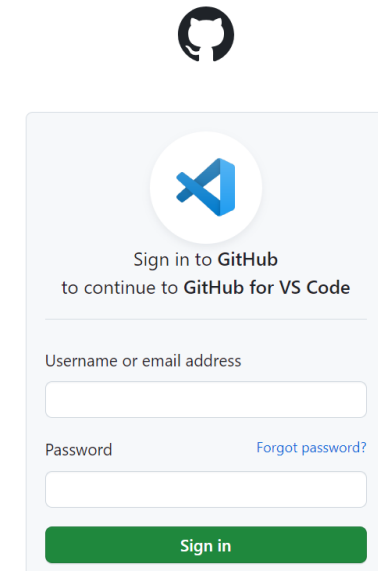 Sign in to GitHub
to continue to GitHub for VS Code
Username or email address
Password Forgot password?
Sign in